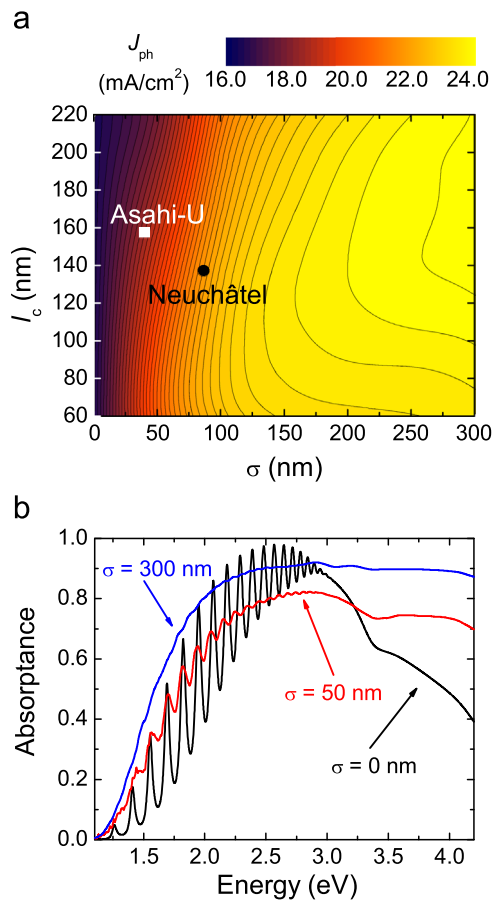 a
J_ph
(mA/cm²)
16.0 18.0 20.0 22.0 24.0
220
200
180
160
140
120
100
80
60
l_c (nm)
Asahi-U
Neuchâtel
0 50 100 150 200 250 300
σ (nm)
b
1.0
0.8
0.6
0.4
0.2
0.0
Absorptance
σ = 300 nm
σ = 50 nm
σ = 0 nm
1.5 2.0 2.5 3.0 3.5 4.0
Energy (eV)